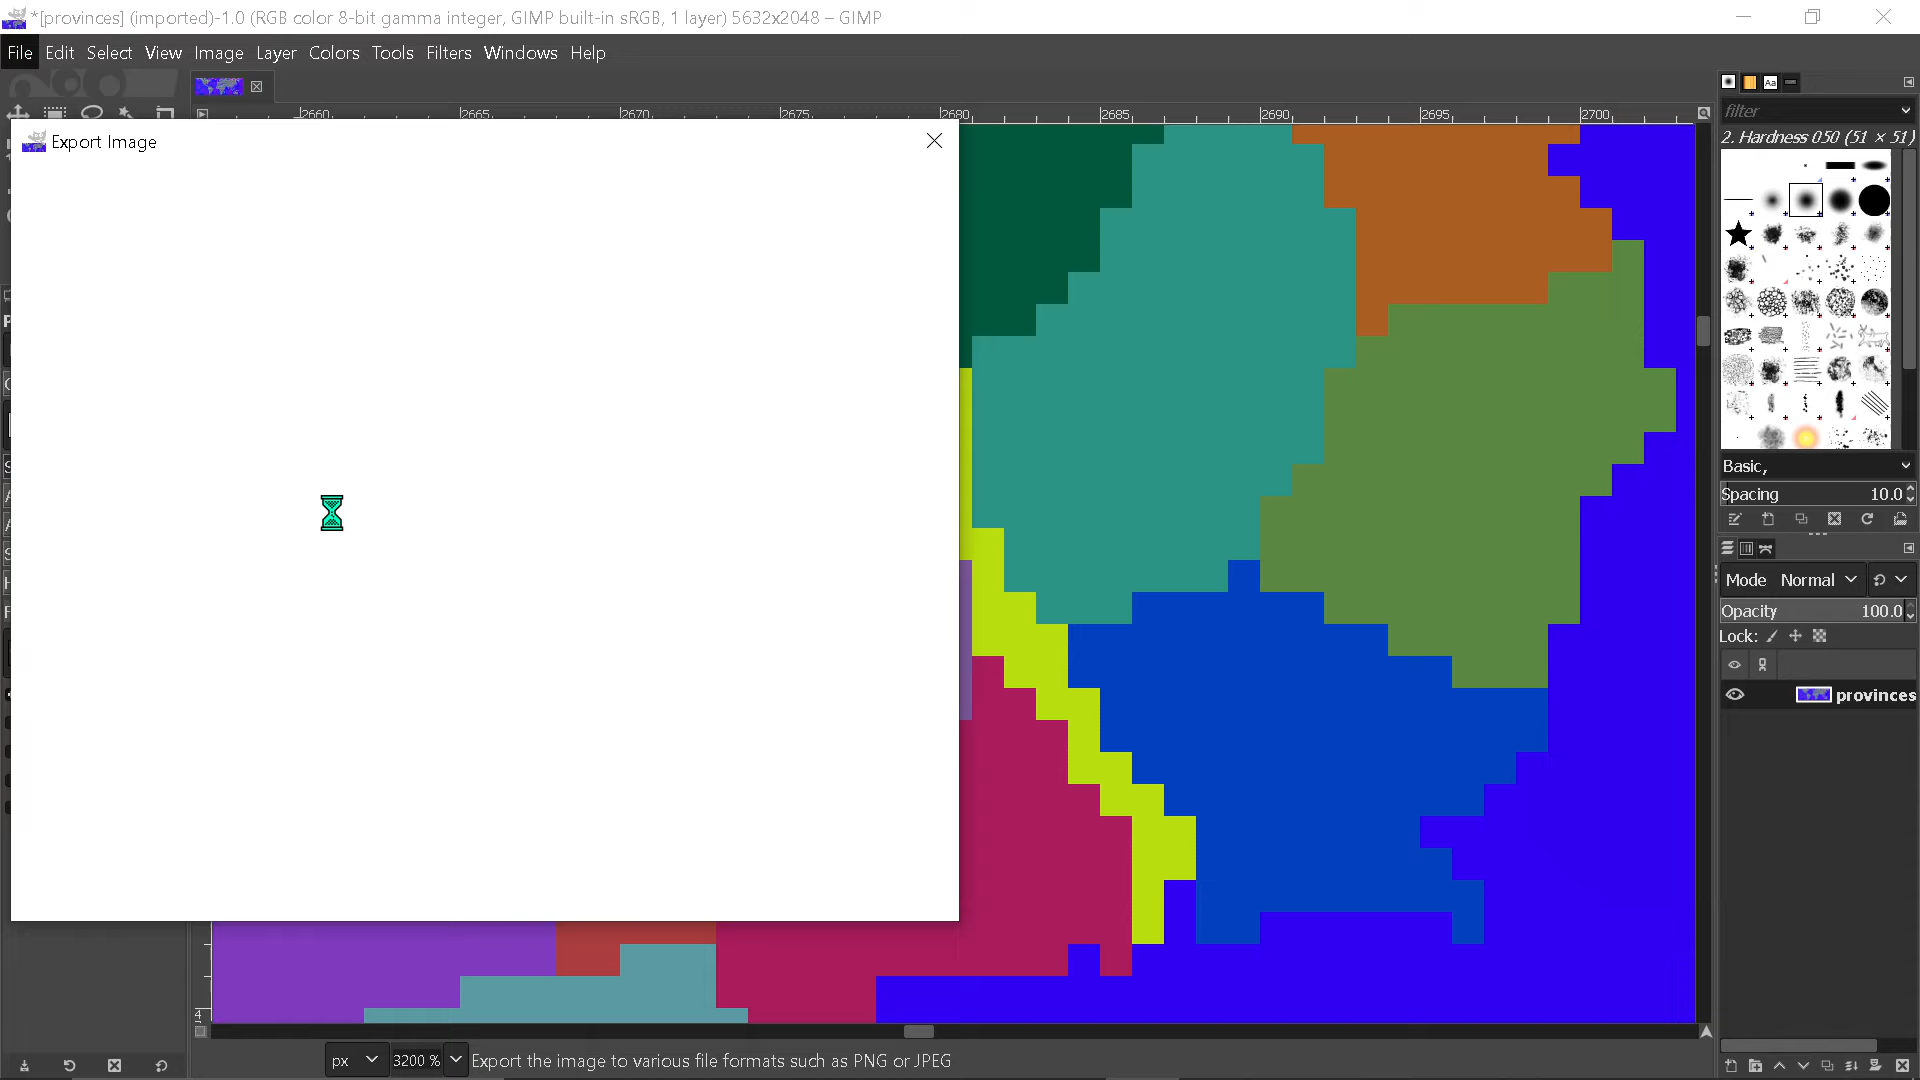 *[provinces] (imported)-1.0 (RGB color 8-bit gamma integer, GIMP built-in sRGB, 1 layer) 5632x2048 – GIMP
File Edit Select View Image Layer Colors Tools Filters Windows Help
2660 2665 2670 2675 2680 2685 2690 2695 2700
filter
Export Image
2. Hardness 050 (51 × 51)
Basic,
Spacing 10.0
Mode Normal
Opacity 100.0
Lock:
provinces
4
px 3200 % Export the image to various file formats such as PNG or JPEG